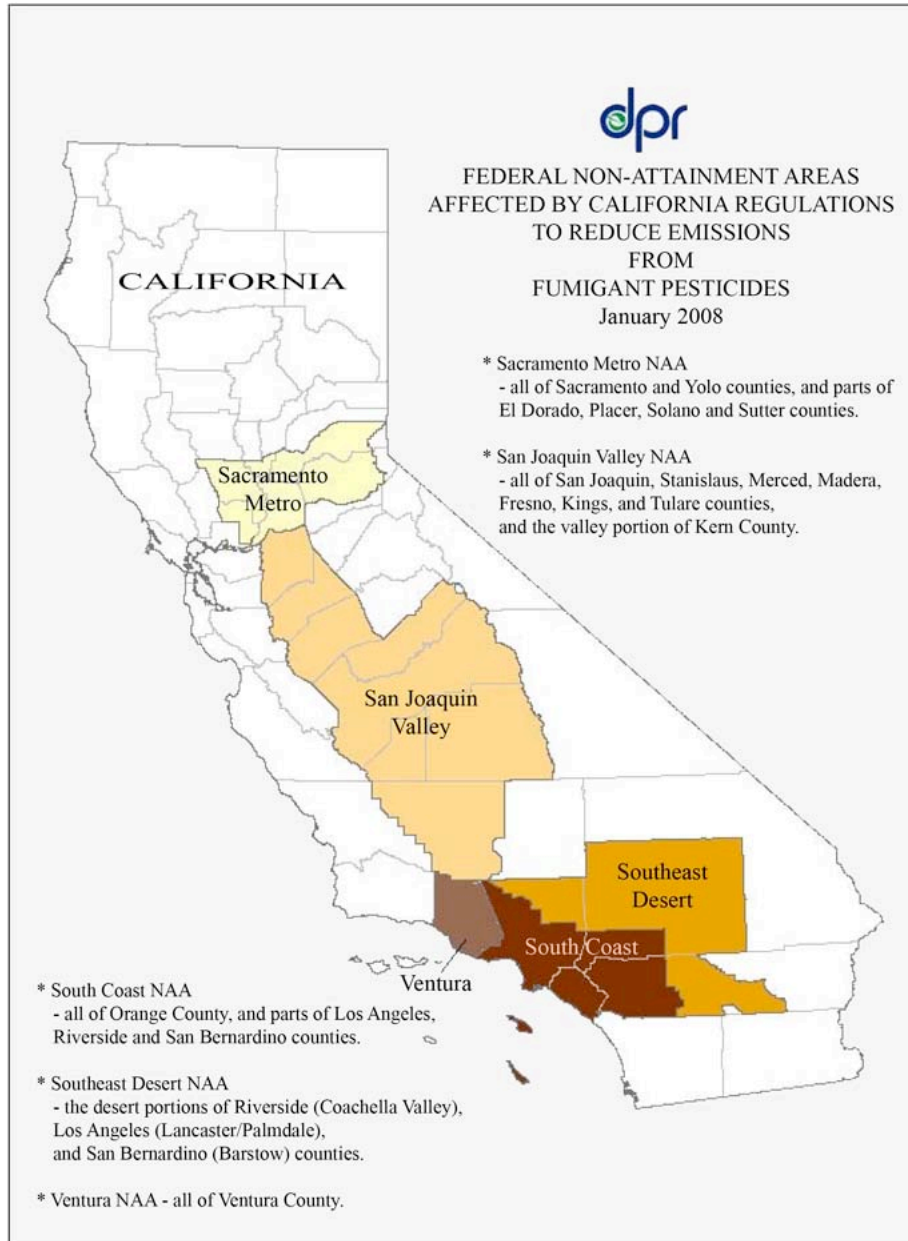 dpr
FEDERAL NON-ATTAINMENT AREAS
AFFECTED BY CALIFORNIA REGULATIONS
TO REDUCE EMISSIONS
FROM
FUMIGANT PESTICIDES
January 2008
CALIFORNIA
* Sacramento Metro NAA
- all of Sacramento and Yolo counties, and parts of
El Dorado, Placer, Solano and Sutter counties.
* San Joaquin Valley NAA
- all of San Joaquin, Stanislaus, Merced, Madera,
Fresno, Kings, and Tulare counties,
and the valley portion of Kern County.
Sacramento
Metro
San Joaquin
Valley
Southeast
Desert
South Coast
Ventura
* South Coast NAA
- all of Orange County, and parts of Los Angeles,
Riverside and San Bernardino counties.
* Southeast Desert NAA
- the desert portions of Riverside (Coachella Valley),
Los Angeles (Lancaster/Palmdale),
and San Bernardino (Barstow) counties.
* Ventura NAA - all of Ventura County.